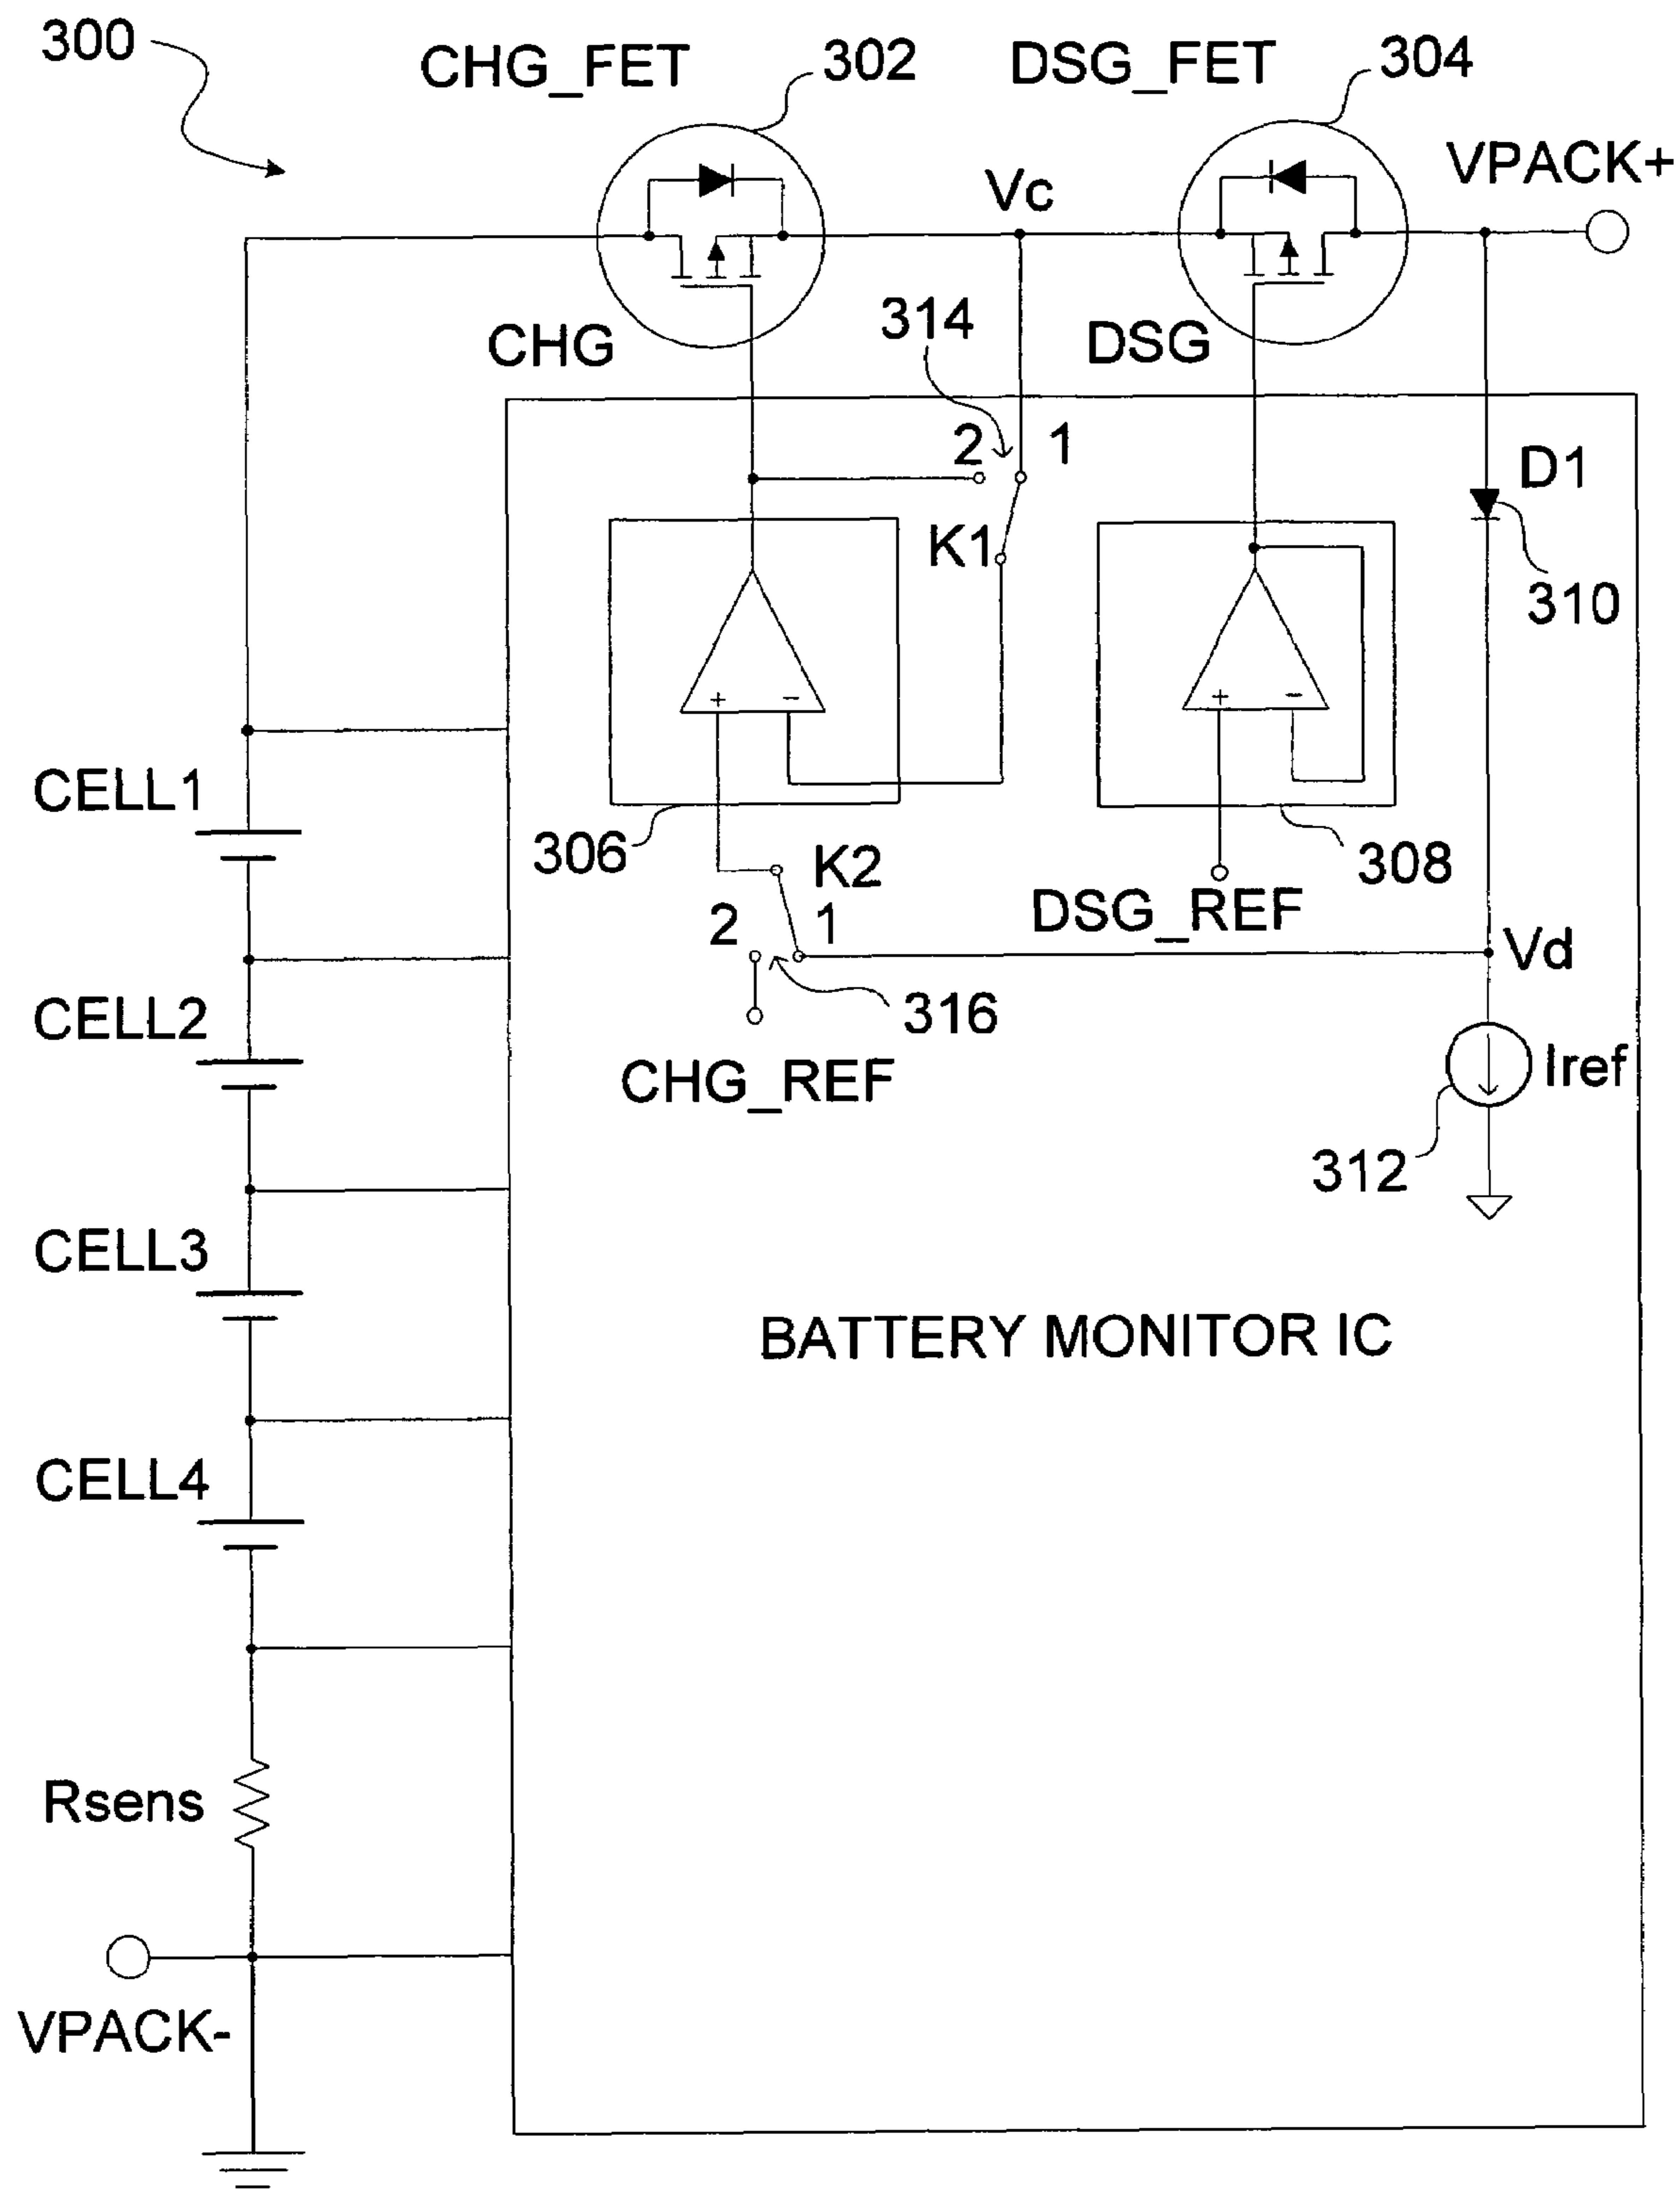 300
CHG_FET
302
DSG_FET
304
VPACK+
Vc
CHG
314
DSG
2
1
D1
K1
310
+
-
+
-
CELL1
306
K2
308
2
1
DSG_REF
Vd
316
CELL2
CHG_REF
Iref
312
CELL3
BATTERY MONITOR IC
CELL4
Rsens
VPACK-